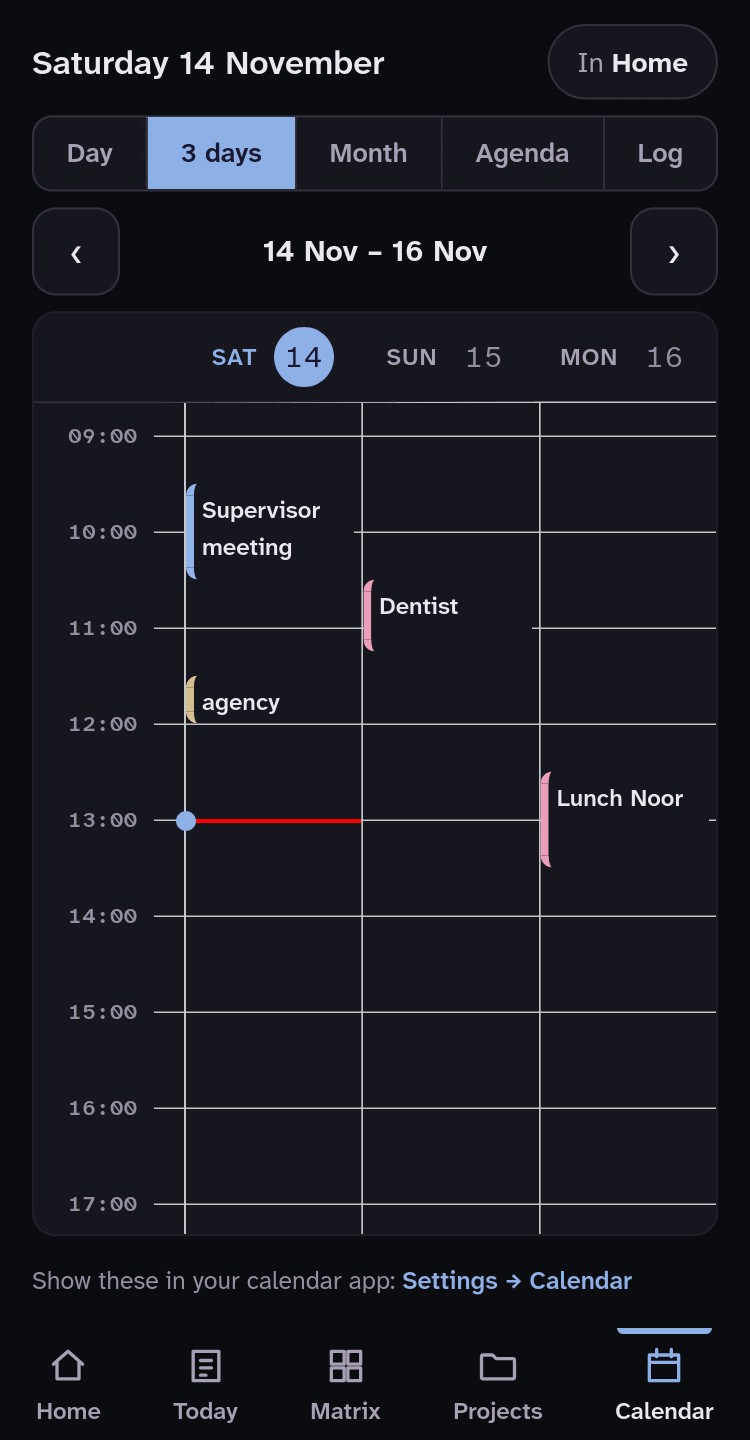 Saturday 14 November
In Home
Day 3 days Month Agenda Log
‹ 14 Nov – 16 Nov ›
SAT 14 SUN 15 MON 16
09:00
Supervisor
10:00
meeting
Dentist
11:00
agency
12:00
Lunch Noor
13:00
14:00
15:00
16:00
17:00
Show these in your calendar app: Settings → Calendar
Home Today Matrix Projects Calendar